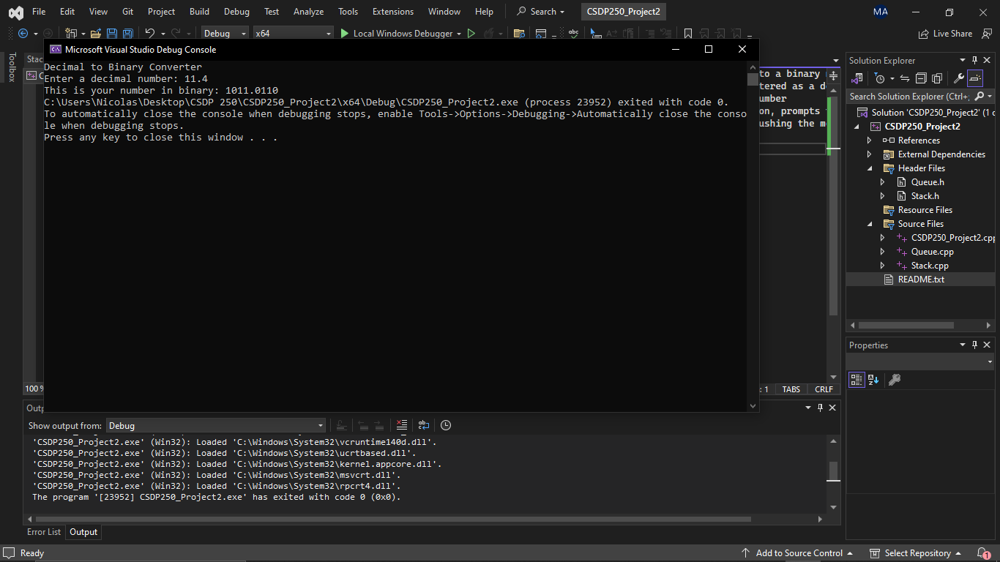 File Edit View Git Project Build Debug Test Analyze Tools Extensions Window Help Search CSDP250_Project2 MA
Debug x64 Local Windows Debugger Live Share
Toolbox
Stac
Microsoft Visual Studio Debug Console
Decimal to Binary Converter
Enter a decimal number: 11.4
This is your number in binary: 1011.0110
C:\Users\Nicolas\Desktop\CSDP 250\CSDP250_Project2\x64\Debug\CSDP250_Project2.exe (process 23952) exited with code 0.
To automatically close the console when debugging stops, enable Tools->Options->Debugging->Automatically close the conso
le when debugging stops.
Press any key to close this window . . .
to a binary
tered as a d
umber
on, prompts
ushing the m
100 %
: 1 TABS CRLF
Solution Explorer
Search Solution Explorer (Ctrl+;
Solution 'CSDP250_Project2' (1 c
CSDP250_Project2
References
External Dependencies
Header Files
Queue.h
Stack.h
Resource Files
Source Files
CSDP250_Project2.cpp
Queue.cpp
Stack.cpp
README.txt
Properties
Outp
Show output from: Debug
'CSDP250_Project2.exe' (Win32): Loaded 'C:\Windows\System32\vcruntime140d.dll'.
'CSDP250_Project2.exe' (Win32): Loaded 'C:\Windows\System32\ucrtbased.dll'.
'CSDP250_Project2.exe' (Win32): Loaded 'C:\Windows\System32\kernel.appcore.dll'.
'CSDP250_Project2.exe' (Win32): Loaded 'C:\Windows\System32\msvcrt.dll'.
'CSDP250_Project2.exe' (Win32): Loaded 'C:\Windows\System32\rpcrt4.dll'.
The program '[23952] CSDP250_Project2.exe' has exited with code 0 (0x0).
Error List Output
Ready Add to Source Control Select Repository 1